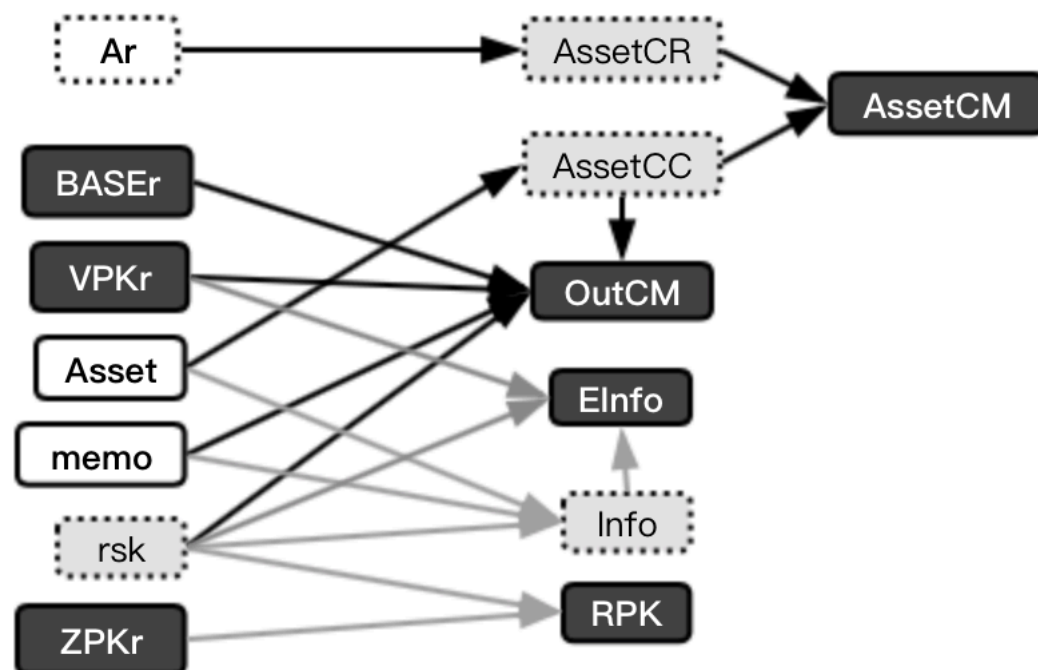 Ar
AssetCR
AssetCM
AssetCC
BASEr
VPKr
OutCM
Asset
EInfo
memo
Info
rsk
RPK
ZPKr